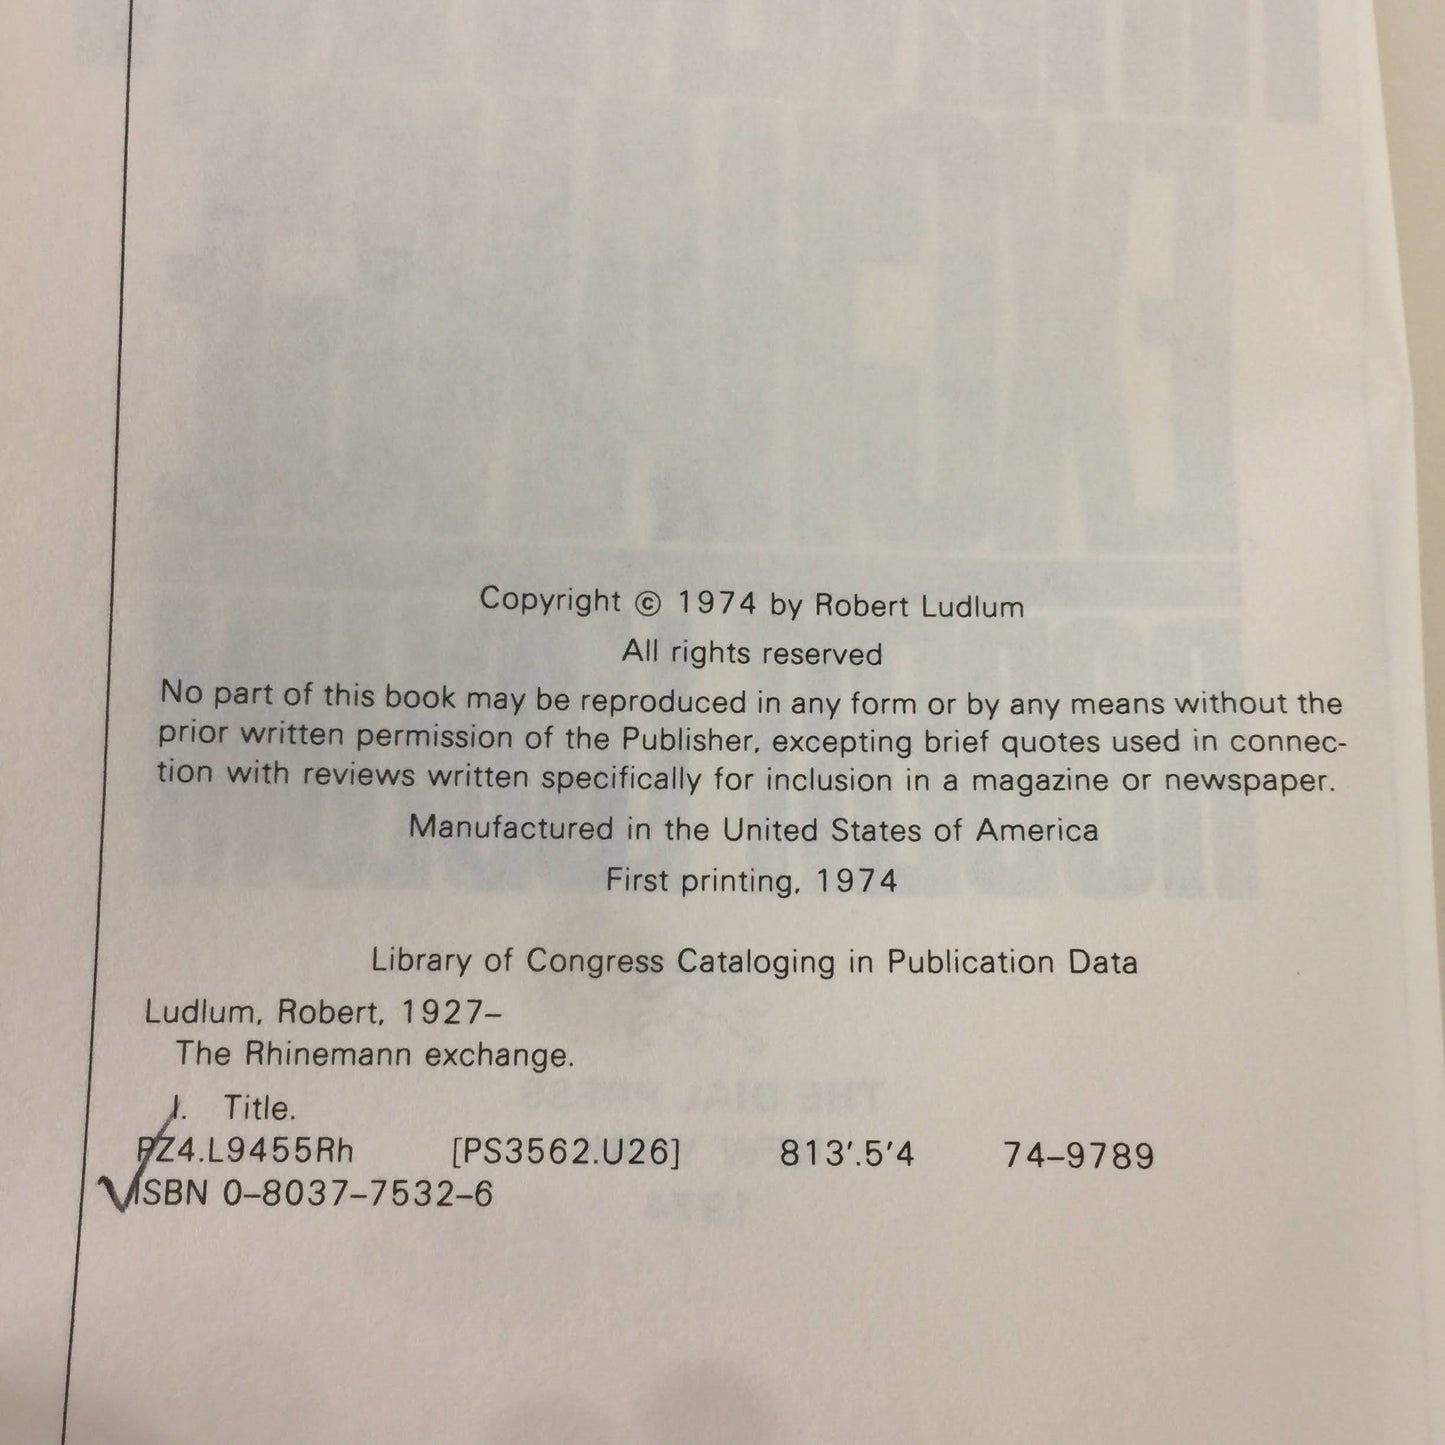 Copyright © 1974 by Robert Ludlum
All rights reserved
No part of this book may be reproduced in any form or by any means without the
prior written permission of the Publisher, excepting brief quotes used in connec-
tion with reviews written specifically for inclusion in a magazine or newspaper.
Manufactured in the United States of America
First printing, 1974
Library of Congress Cataloging in Publication Data
Ludlum, Robert, 1927–
The Rhinemann exchange.
I. Title.
PZ4.L9455Rh [PS3562.U26] 813'.5'4 74–9789
ISBN 0–8037–7532–6
THE DIAL PRESS
1974